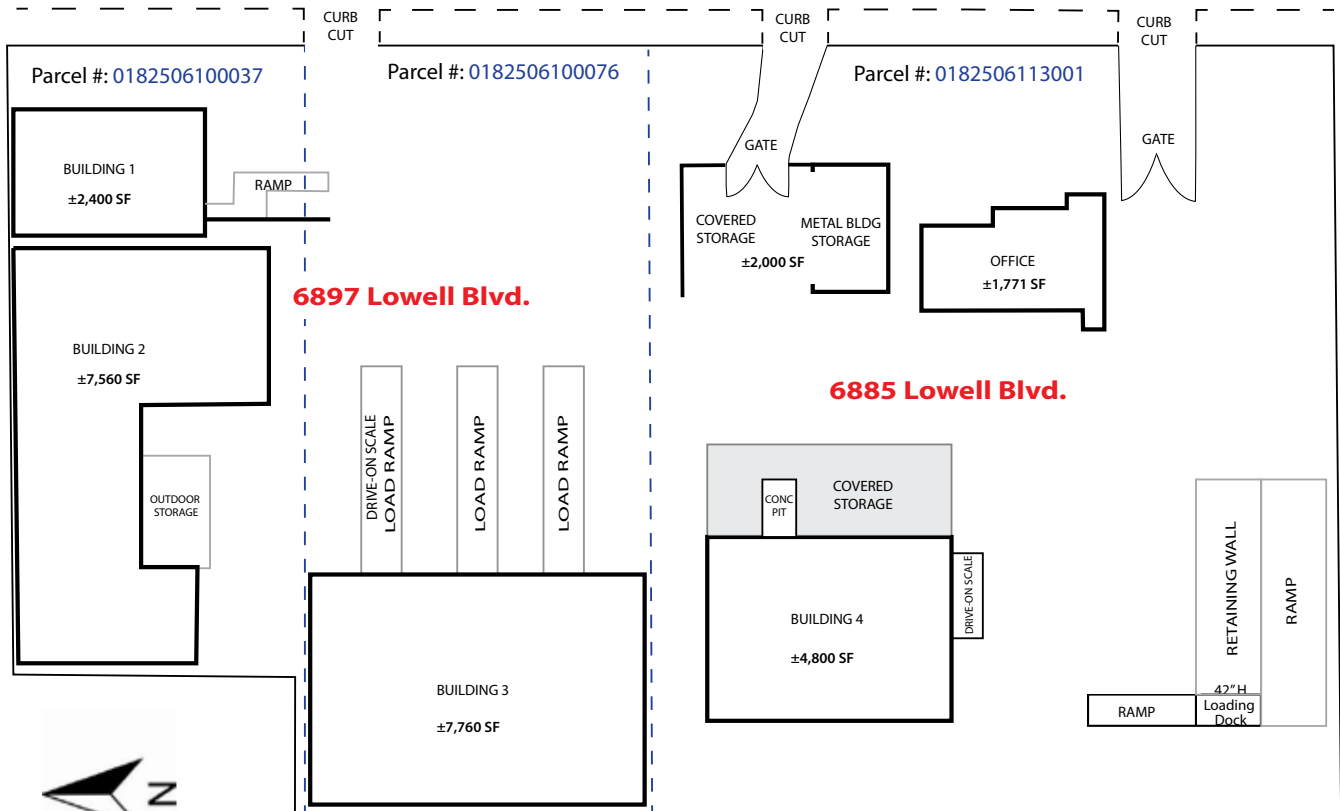 CURB
CUT
CURB
CUT
CURB
CUT
Parcel #: 0182506100037
Parcel #: 0182506100076
Parcel #: 0182506113001
GATE
GATE
BUILDING 1
±2,400 SF
RAMP
COVERED
STORAGE
METAL BLDG
STORAGE
±2,000 SF
OFFICE
±1,771 SF
6897 Lowell Blvd.
BUILDING 2
±7,560 SF
6885 Lowell Blvd.
DRIVE-ON SCALE
LOAD RAMP
LOAD RAMP
LOAD RAMP
OUTDOOR
STORAGE
CONC
PIT
COVERED
STORAGE
DRIVE-ON SCALE
BUILDING 4
±4,800 SF
RETAINING WALL
RAMP
BUILDING 3
±7,760 SF
RAMP
42" H
Loading
Dock
N